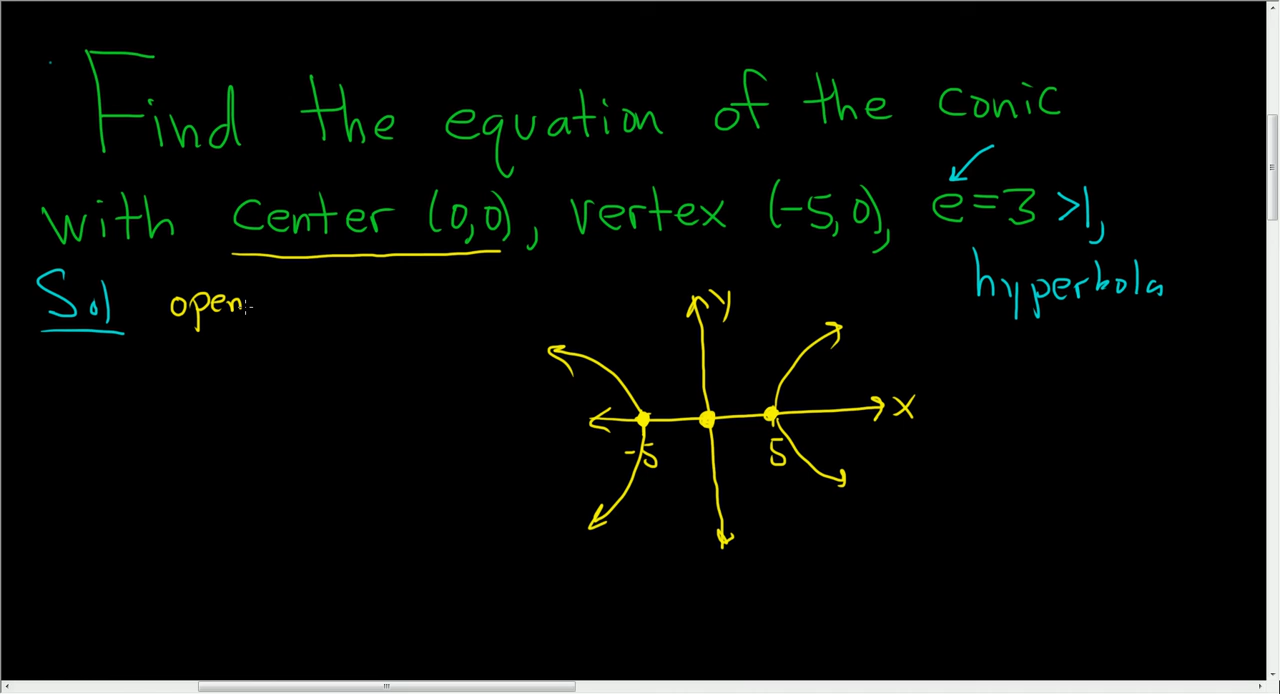 Find the equation of the conic
with center (0,0), vertex (-5,0), e=3 >1,
hyperbola
Sol open
y
x
-5 5